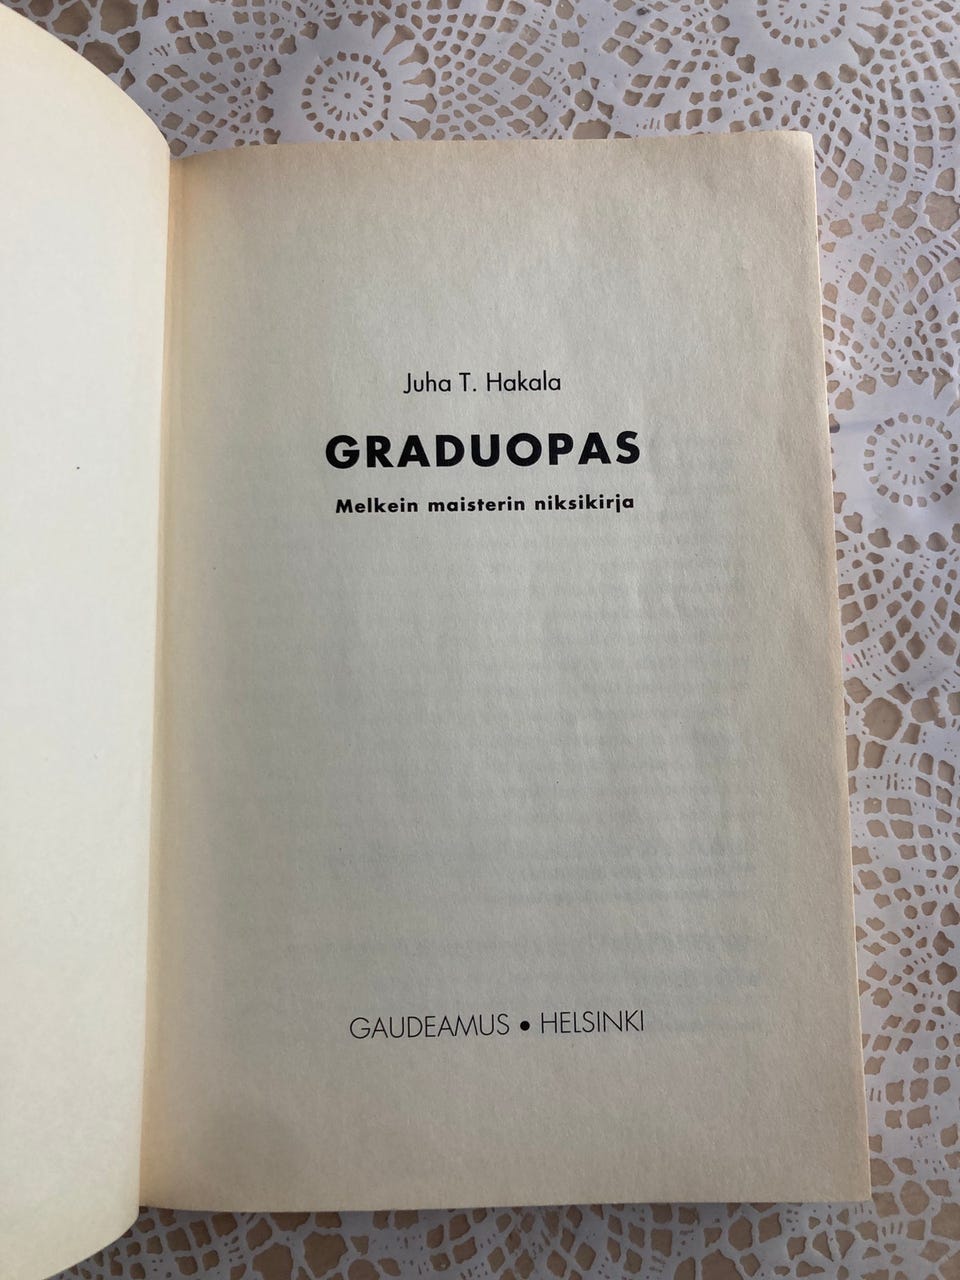 Juha T. Hakala
GRADUOPAS
Melkein maisterin niksikirja
GAUDEAMUS • HELSINKI